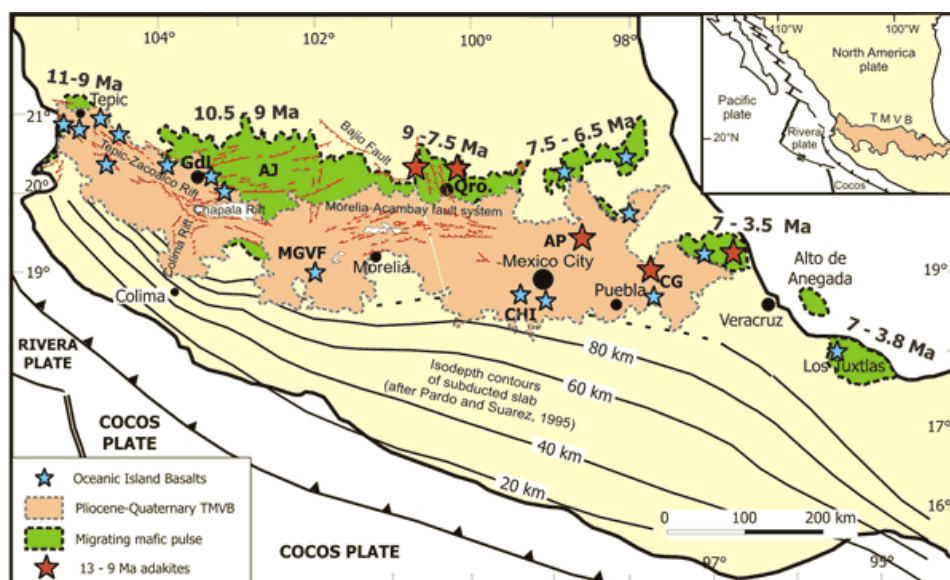 104°
102°
100°
98°
110°W
100°W
North America
plate
Pacific
plate
20°N
Rivera
plate
TMVB
Cocos
11-9 Ma
Tepic
21°
10.5 - 9 Ma
Bajio Fault
9 - 7.5 Ma
7.5 - 6.5 Ma
Tepic-Zacoalco Rift
Gdl
AJ
Qro.
20°
Chapala Rift
Morelia-Acambay fault system
7 - 3.5 Ma
Colima Rift
MGVF
Morelia
AP
Mexico City
CG
Alto de
Anegada
19°
Colima
CHI
Puebla
Veracruz
7 - 3.8 Ma
Los Tuxtlas
RIVERA
PLATE
80 km
Isodepth contours
of subducted slab
(after Pardo and Suarez, 1995)
60 km
17°
COCOS
PLATE
40 km
20 km
16°
Oceanic Island Basalts
Pliocene-Quaternary TMVB
Migrating mafic pulse
13 - 9 Ma adakites
COCOS PLATE
0 100 200 km
97°
95°